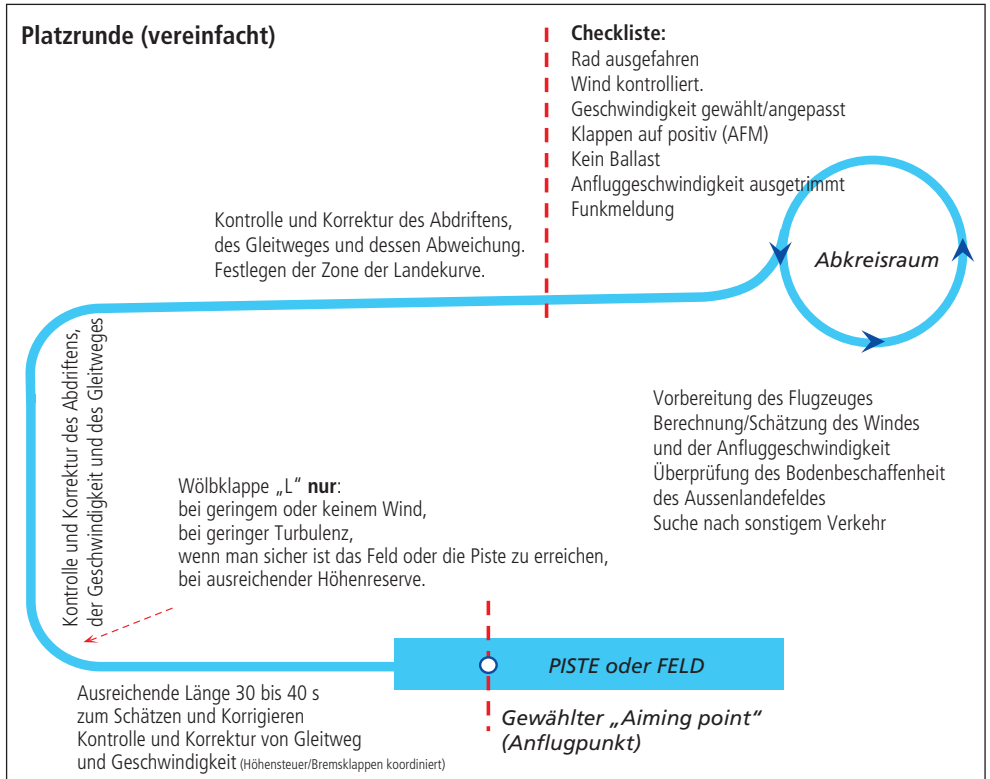 Platzrunde (vereinfacht)
Checkliste:
Rad ausgefahren
Wind kontrolliert.
Geschwindigkeit gewählt/angepasst
Klappen auf positiv (AFM)
Kein Ballast
Anfluggeschwindigkeit ausgetrimmt
Funkmeldung
Abkreisraum
Kontrolle und Korrektur des Abdriftens,
des Gleitweges und dessen Abweichung.
Festlegen der Zone der Landekurve.
Kontrolle und Korrektur des Abdriftens,
der Geschwindigkeit und des Gleitweges
Vorbereitung des Flugzeuges
Berechnung/Schätzung des Windes
und der Anfluggeschwindigkeit
Überprüfung des Bodenbeschaffenheit
des Aussenlandefeldes
Suche nach sonstigem Verkehr
Wölbklappe „L“ nur:
bei geringem oder keinem Wind,
bei geringer Turbulenz,
wenn man sicher ist das Feld oder die Piste zu erreichen,
bei ausreichender Höhenreserve.
PISTE oder FELD
Gewählter „Aiming point“
(Anflugpunkt)
Ausreichende Länge 30 bis 40 s
zum Schätzen und Korrigieren
Kontrolle und Korrektur von Gleitweg
und Geschwindigkeit (Höhensteuer/Bremsklappen koordiniert)